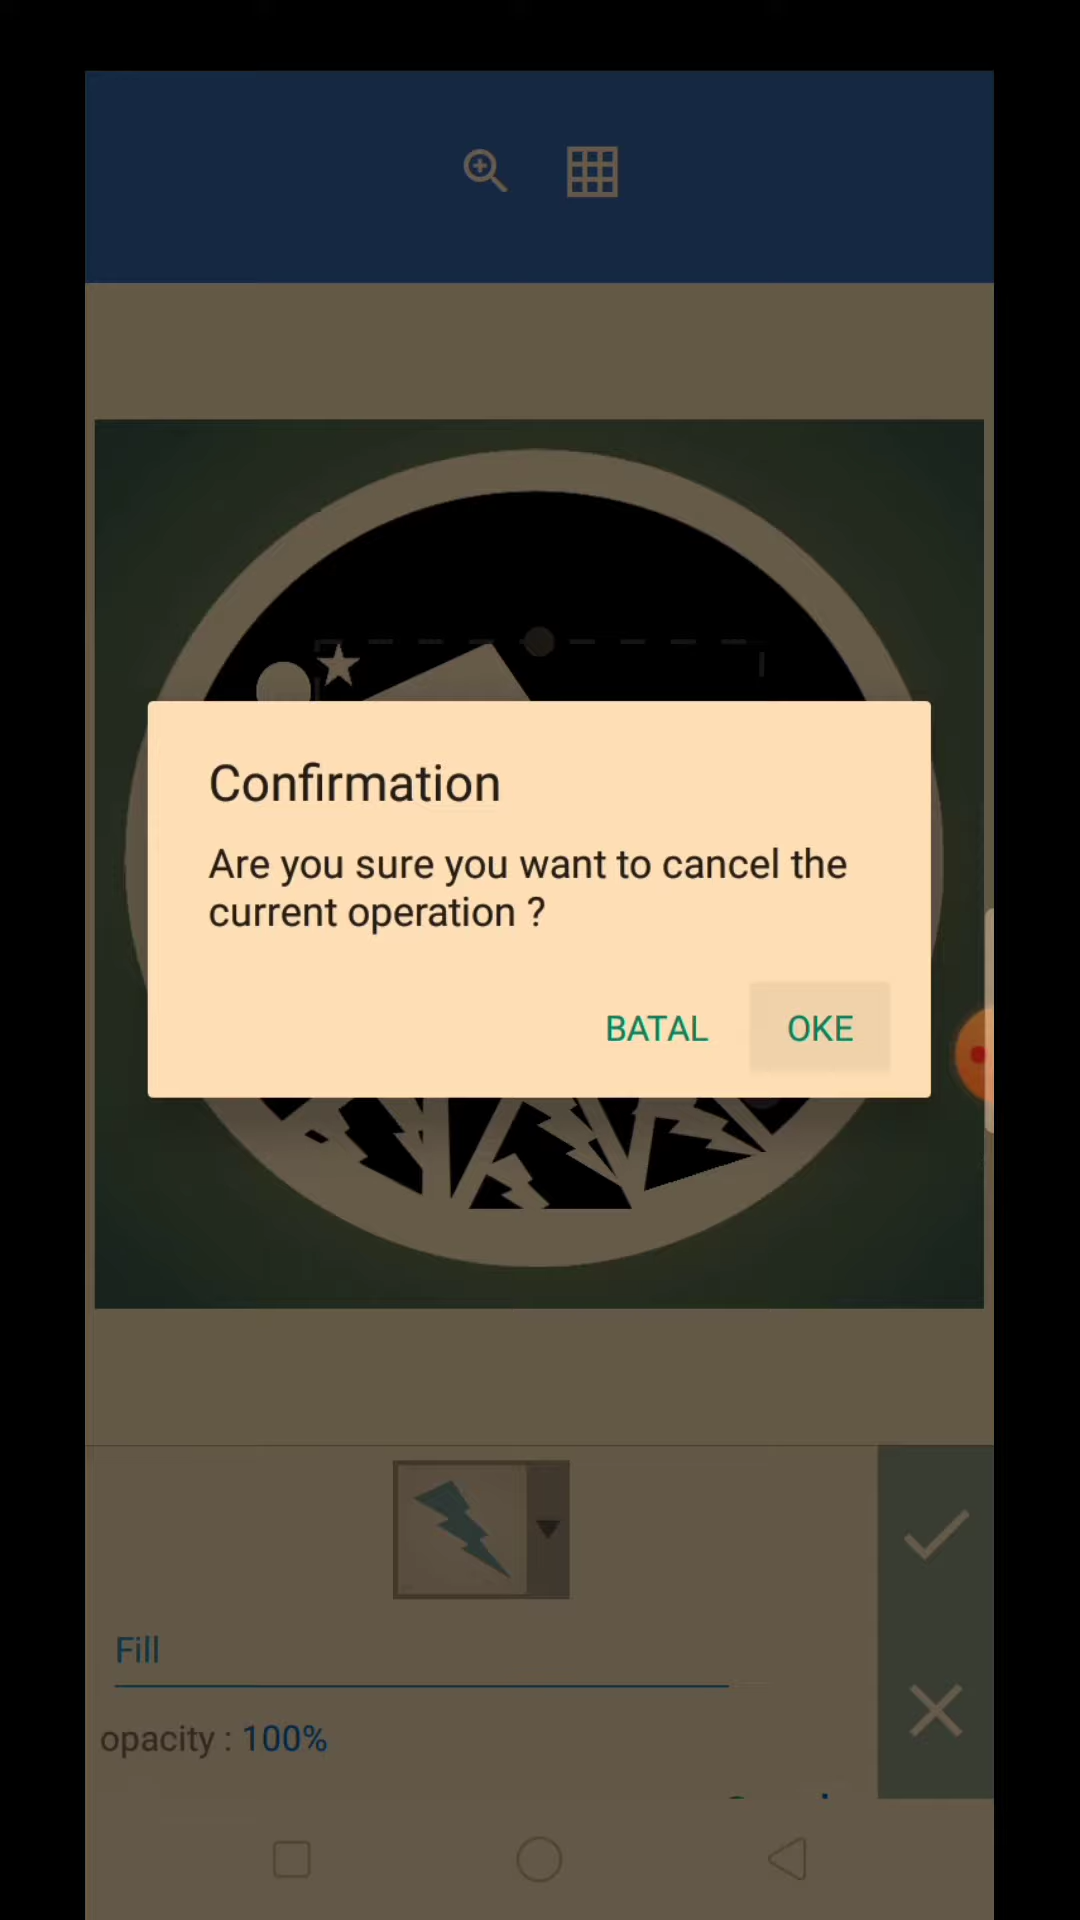 Confirmation
Are you sure you want to cancel the
current operation ?
BATAL OKE
Fill
opacity : 100%